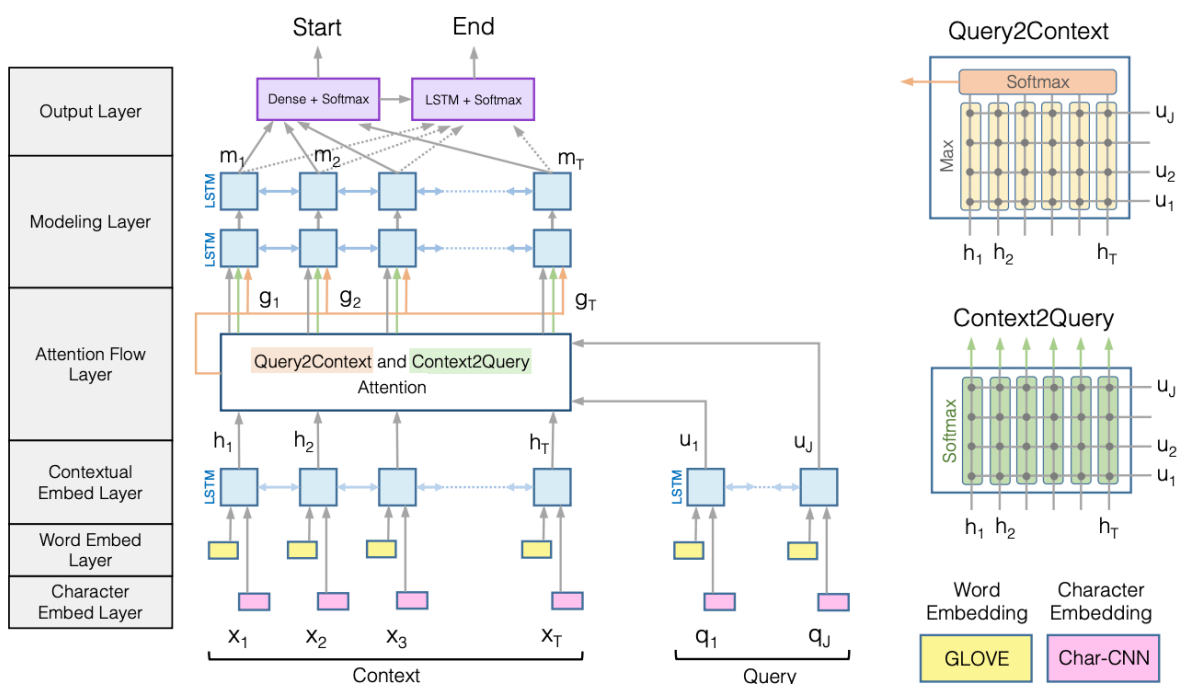 Start
End
Output Layer
Dense + Softmax
LSTM + Softmax
m1
m2
mT
Modeling Layer
LSTM
LSTM
g1
g2
gT
Attention Flow
Layer
Query2Context and Context2Query
Attention
h1
h2
hT
u1
uJ
Contextual
Embed Layer
LSTM
LSTM
Word Embed
Layer
Character
Embed Layer
x1
x2
x3
xT
q1
qJ
Context
Query
Query2Context
Softmax
Max
uJ
u2
u1
h1
h2
hT
Context2Query
Softmax
uJ
u2
u1
h1
h2
hT
Word
Embedding
Character
Embedding
GLOVE
Char-CNN